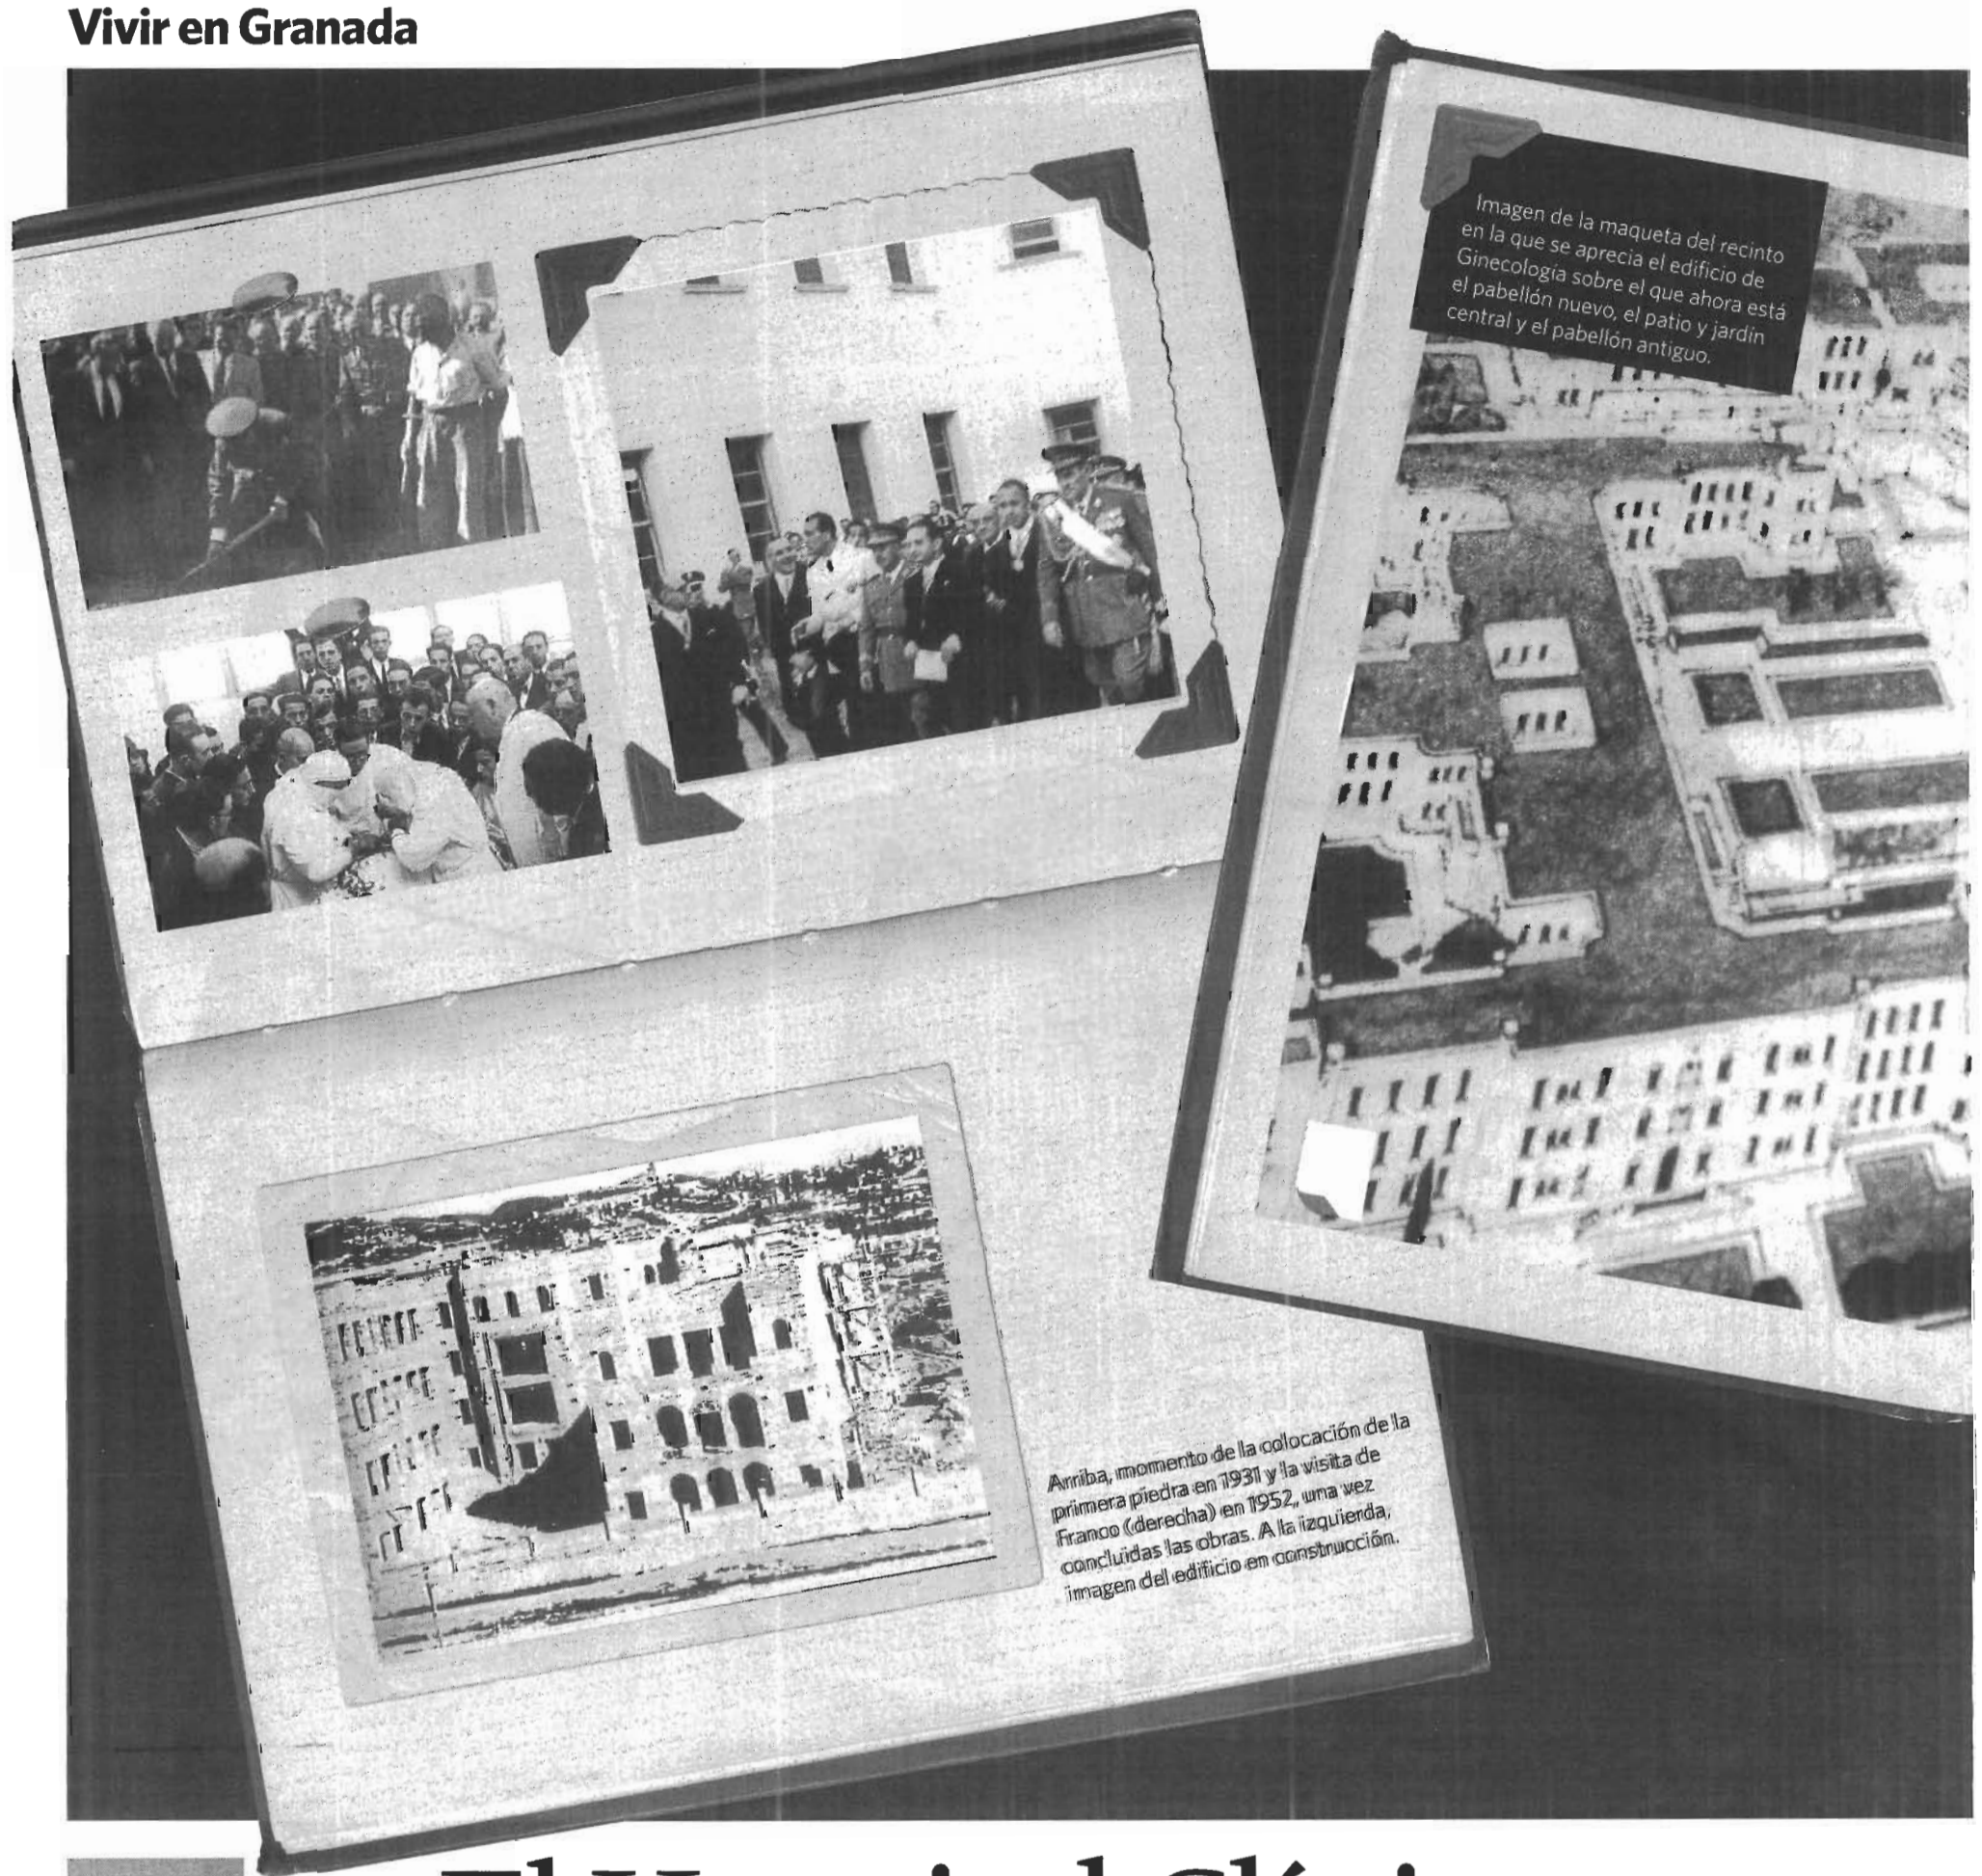 Vivir en Granada
Imagen de la maqueta del recinto
en la que se aprecia el edificio de
Ginecología sobre el que ahora está
el pabellón nuevo, el patio y jardín
central y el pabellón antiguo.
Arriba, momento de la colocación de la
primera piedra en 1931 y la visita de
Franco (derecha) en 1952, una vez
concluidas las obras. A la izquierda,
imagen del edificio en construcción.
El